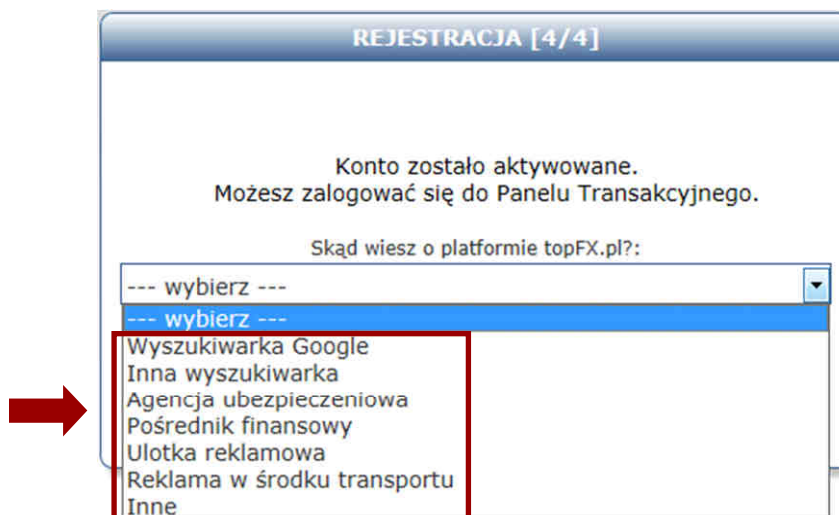 REJESTRACJA [4/4]
Konto zostało aktywowane.
Możesz zalogować się do Panelu Transakcyjnego.
Skąd wiesz o platformie topFX.pl?:
--- wybierz ---
--- wybierz ---
Wyszukiwarka Google
Inna wyszukiwarka
Agencja ubezpieczeniowa
Pośrednik finansowy
Ulotka reklamowa
Reklama w środku transportu
Inne